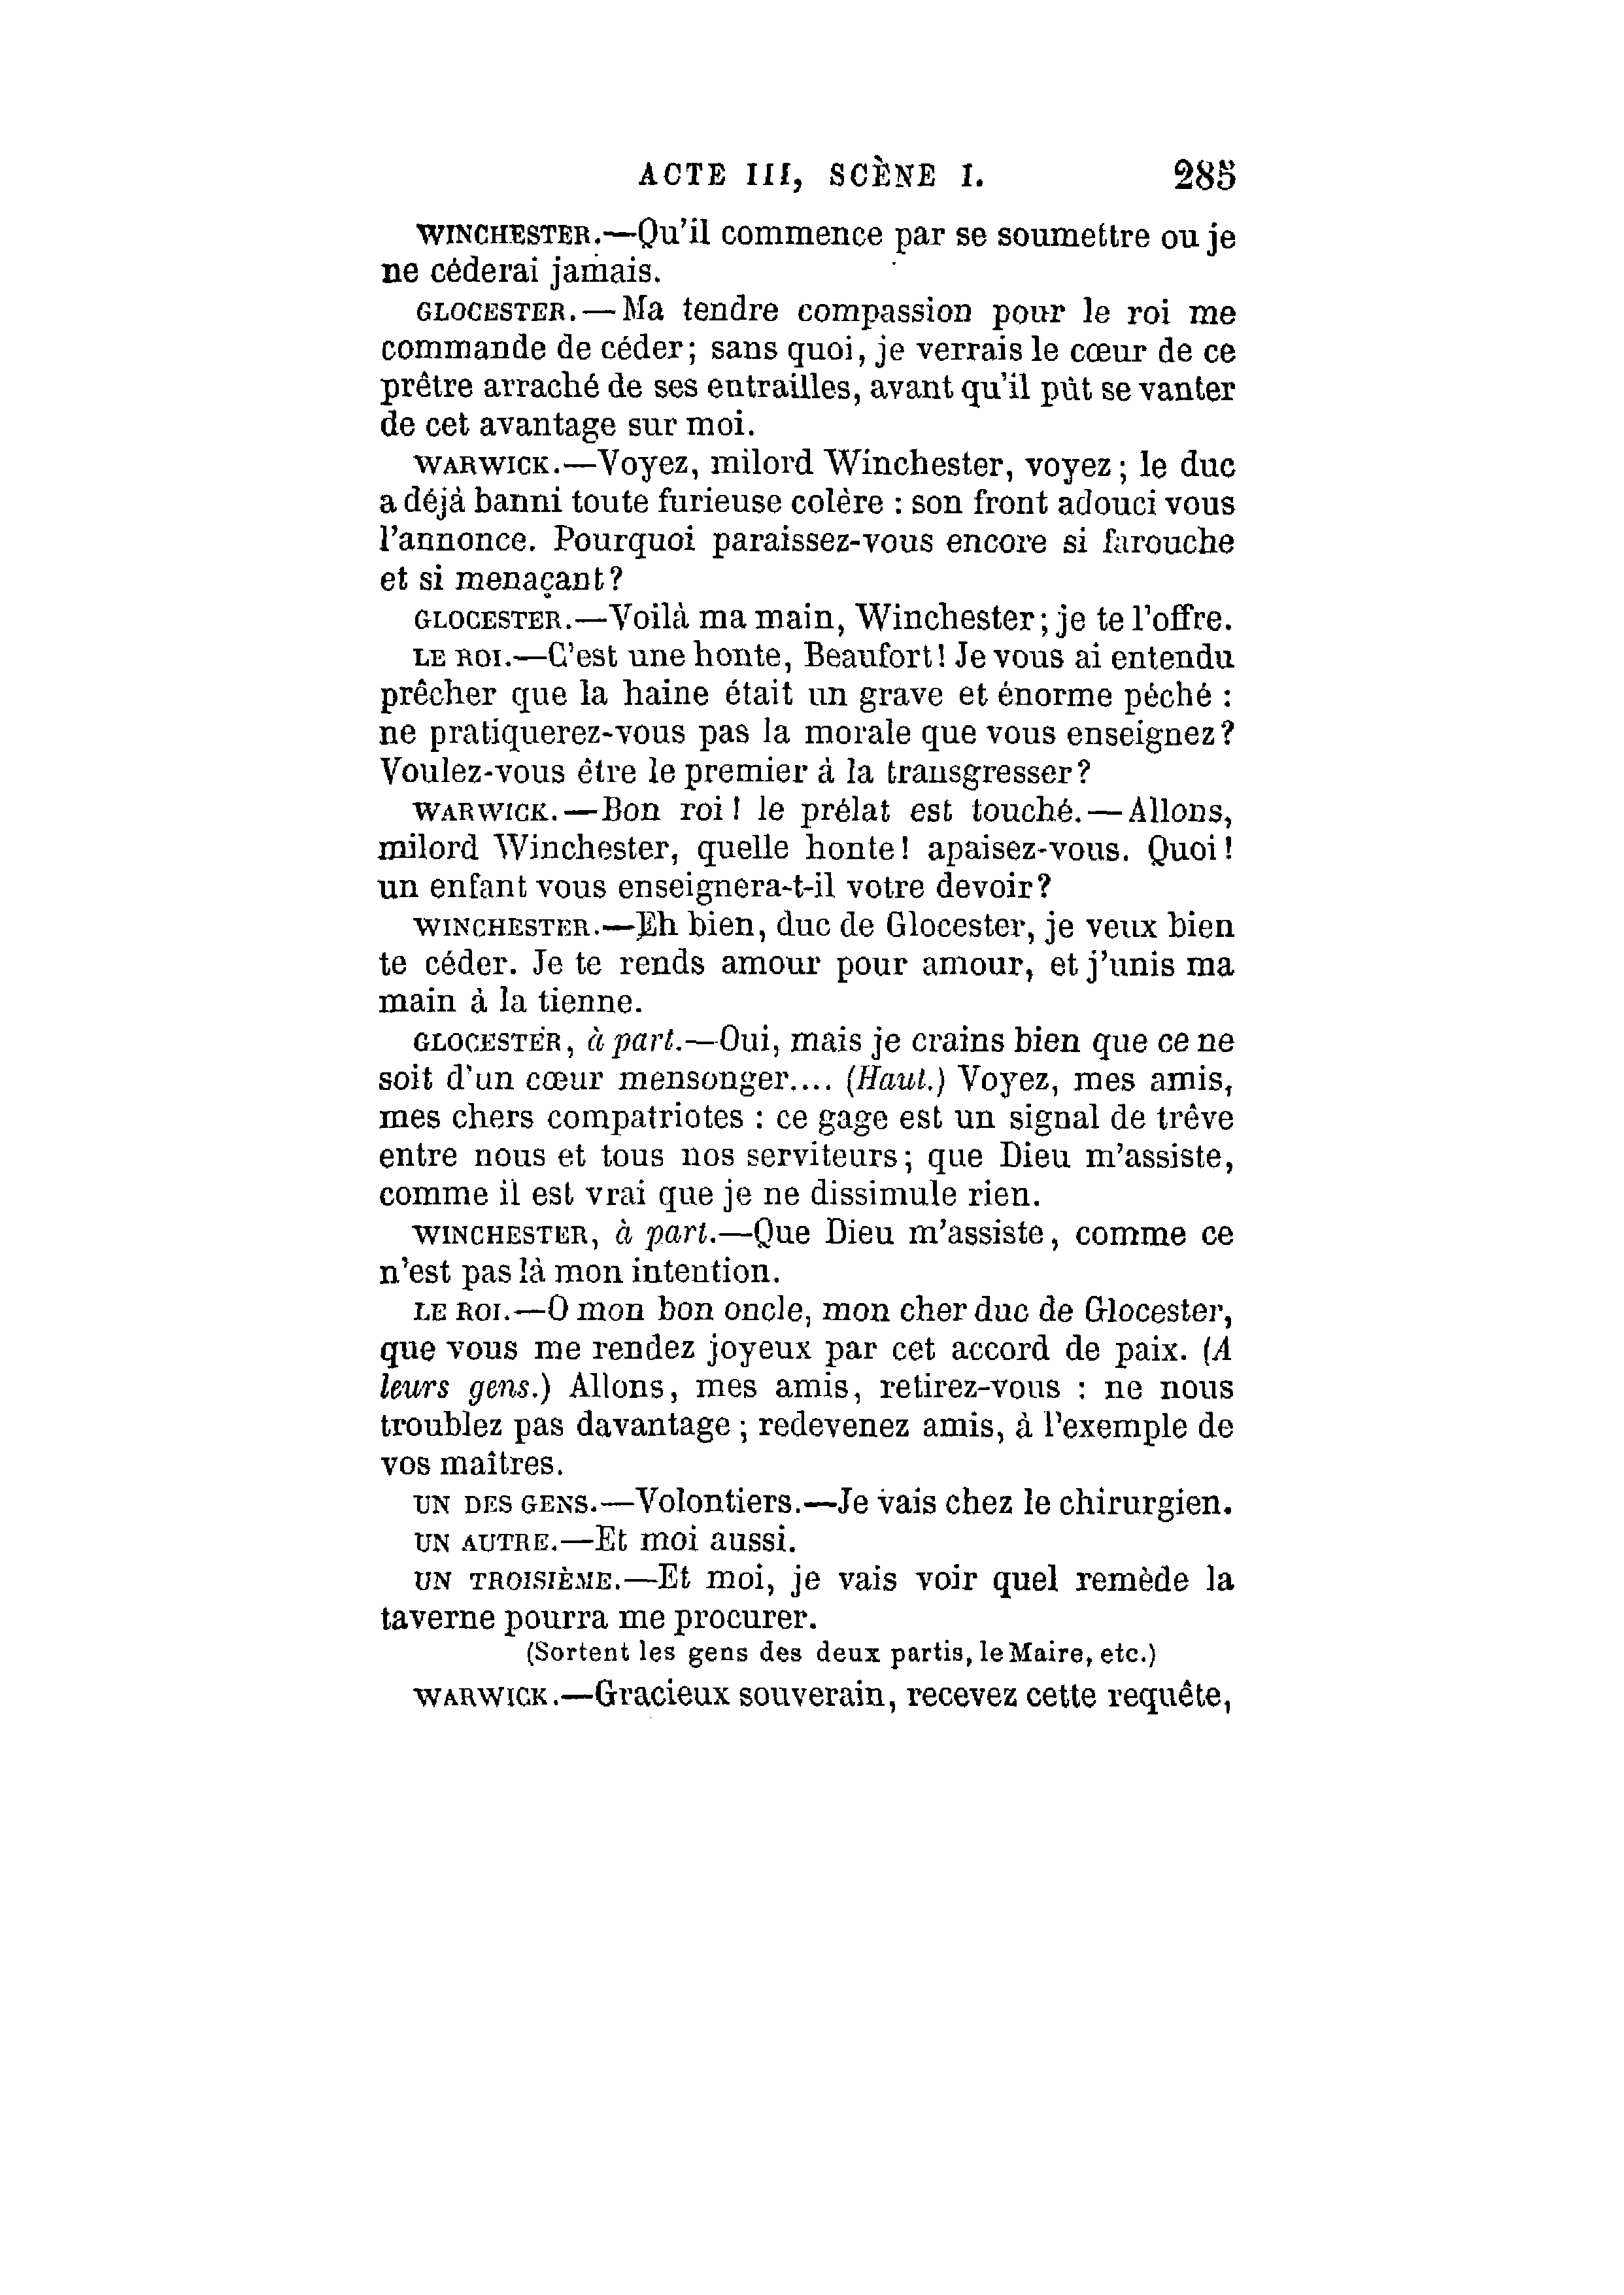 ACTE III, SCÈNE I. 285
WINCHESTER.—Qu'il commence par se soumettre ou je
ne céderai jamais.
GLOCESTER.—Ma tendre compassion pour le roi me
commande de céder; sans quoi, je verrais le cœur de ce
prêtre arraché de ses entrailles, avant qu'il pût se vanter
de cet avantage sur moi.
WARWICK.—Voyez, milord Winchester, voyez; le duc
a déjà banni toute furieuse colère : son front adouci vous
l'annonce. Pourquoi paraissez-vous encore si farouche
et si menaçant?
GLOCESTER.—Voilà ma main, Winchester; je te l'offre.
LE ROI.—C'est une honte, Beaufort! Je vous ai entendu
prêcher que la haine était un grave et énorme péché :
ne pratiquerez-vous pas la morale que vous enseignez?
Voulez-vous être le premier à la transgresser?
WARWICK.—Bon roi! le prélat est touché.—Allons,
milord Winchester, quelle honte! apaisez-vous. Quoi!
un enfant vous enseignera-t-il votre devoir?
WINCHESTER.—Eh bien, duc de Glocester, je veux bien
te céder. Je te rends amour pour amour, et j'unis ma
main à la tienne.
GLOCESTER, à part.—Oui, mais je crains bien que ce ne
soit d'un cœur mensonger.... (Haut.) Voyez, mes amis,
mes chers compatriotes : ce gage est un signal de trêve
entre nous et tous nos serviteurs; que Dieu m'assiste,
comme il est vrai que je ne dissimule rien.
WINCHESTER, à part.—Que Dieu m'assiste, comme ce
n'est pas là mon intention.
LE ROI.—O mon bon oncle, mon cher duc de Glocester,
que vous me rendez joyeux par cet accord de paix. (A
leurs gens.) Allons, mes amis, retirez-vous : ne nous
troublez pas davantage; redevenez amis, à l'exemple de
vos maîtres.
UN DES GENS.—Volontiers.—Je vais chez le chirurgien.
UN AUTRE.—Et moi aussi.
UN TROISIÈME.—Et moi, je vais voir quel remède la
taverne pourra me procurer.
(Sortent les gens des deux partis, le Maire, etc.)
WARWICK.—Gracieux souverain, recevez cette requête,